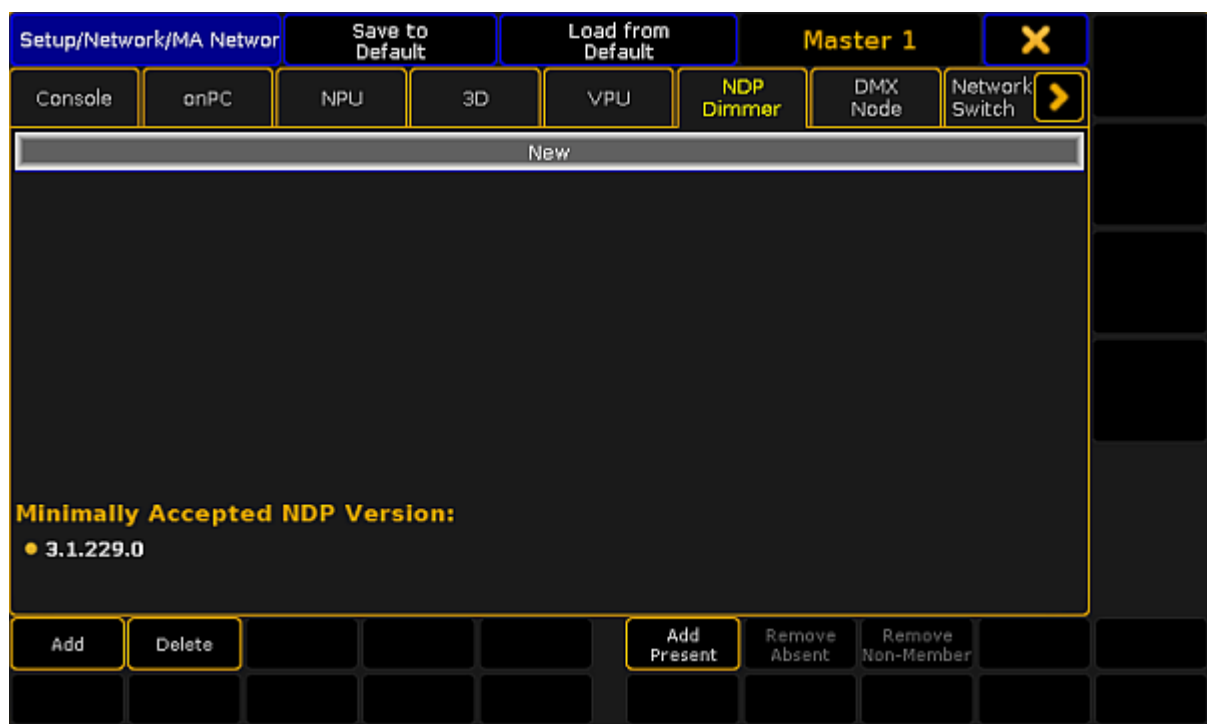 Setup/Network/MA Networ
Save to
Default
Load from
Default
Master 1
Console
onPC
NPU
3D
VPU
NDP
Dimmer
DMX
Node
Network
Switch
New
Minimally Accepted NDP Version:
3.1.229.0
Add
Delete
Add
Present
Remove
Absent
Remove
Non-Member